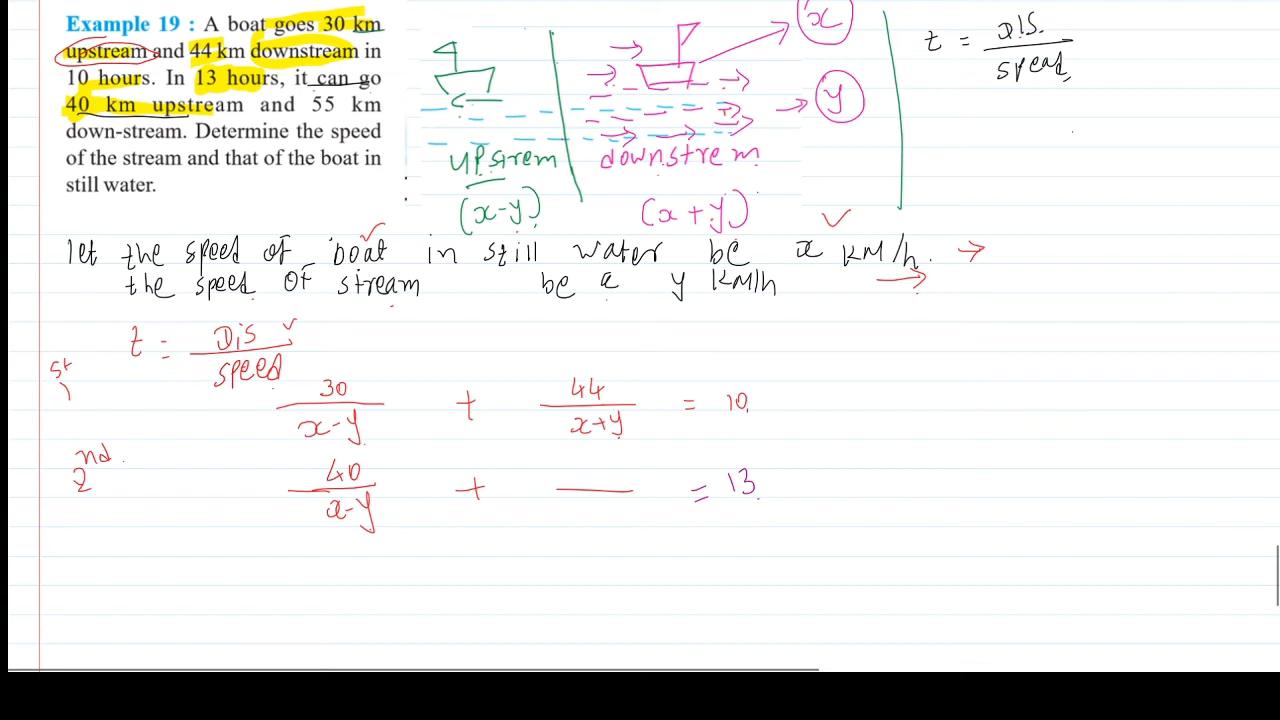 Example 19 : A boat goes 30 km
upstream and 44 km downstream in
10 hours. In 13 hours, it can go
40 km upstream and 55 km
down-stream. Determine the speed
of the stream and that of the boat in
still water.
upstrem
(x-y)
downstrem
(x+y)
x
y
t = Dis.
speed
let the speed of boat in still water be x KM/h. →
the speed of stream be a y KM/h →
t = Dis
speed
1st
30/(x-y) + 44/(x+y) = 10
2nd
40/(x-y) + ___ = 13